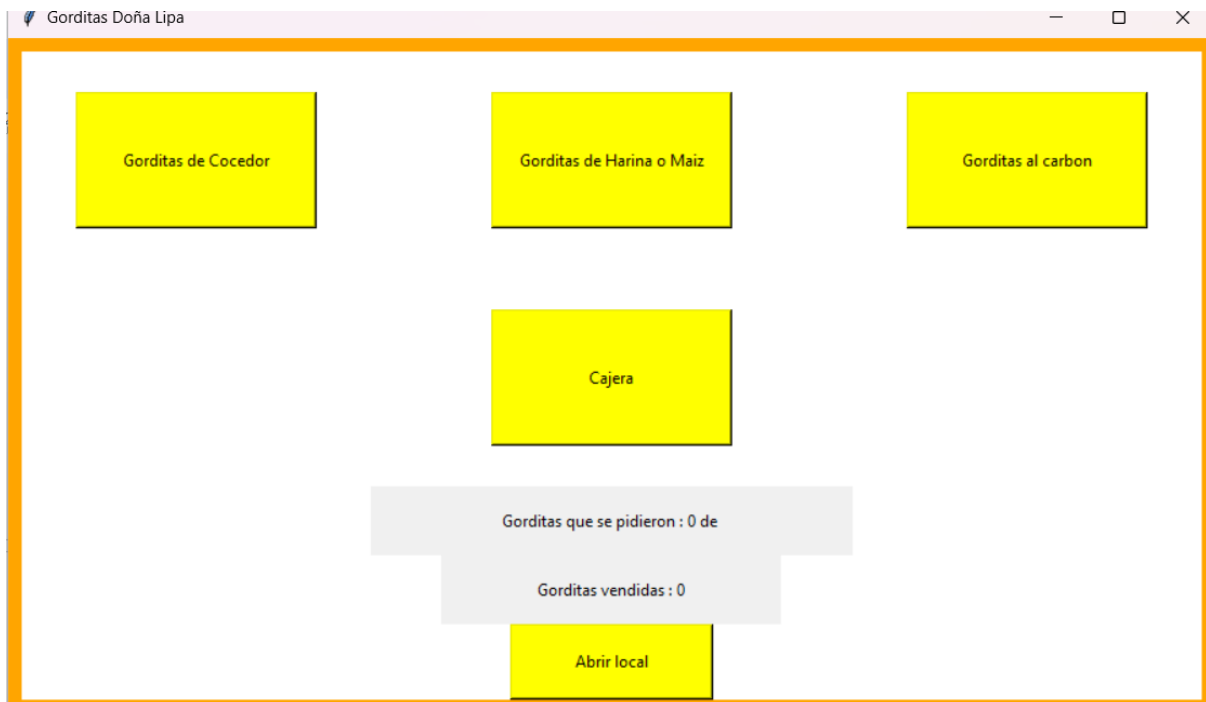 Gorditas Doña Lipa
Gorditas de Cocedor
Gorditas de Harina o Maiz
Gorditas al carbon
Cajera
Gorditas que se pidieron : 0 de
Gorditas vendidas : 0
Abrir local